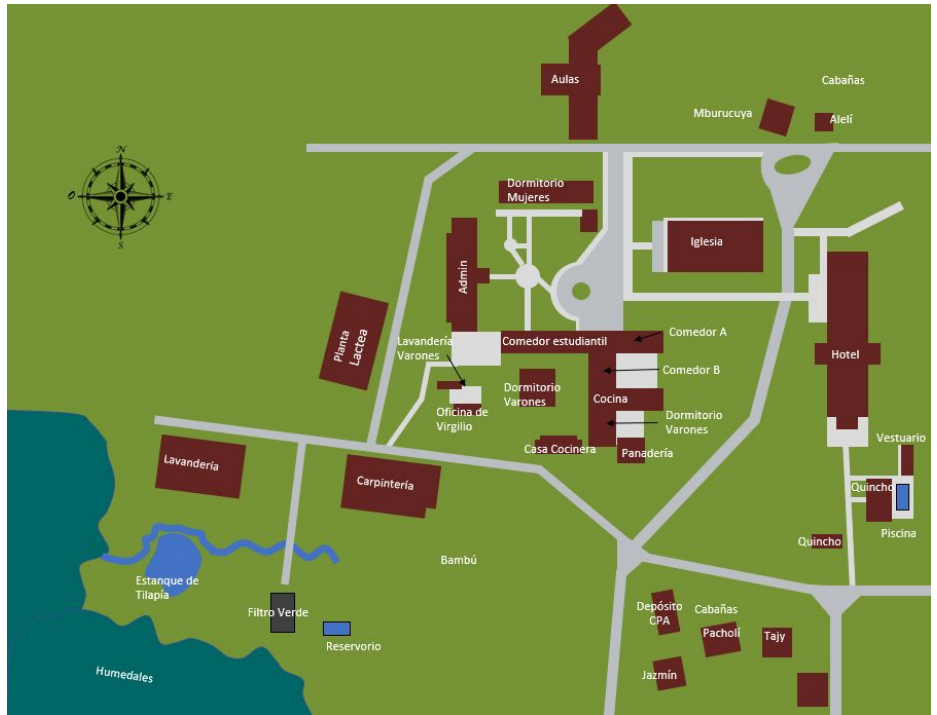 Aulas
Cabañas
Mburucuya
Alelí
N
O
E
S
Dormitorio
Mujeres
Iglesia
Admin
Planta
Lactea
Lavandería
Varones
Comedor estudiantil
Comedor A
Comedor B
Hotel
Dormitorio
Varones
Cocina
Oficina de
Virgilio
Dormitorio
Varones
Casa Cocinera
Panadería
Vestuario
Lavandería
Carpintería
Quincho
Piscina
Quincho
Bambú
Estanque de
Tilapía
Filtro Verde
Reservorio
Depósito
CPA
Cabañas
Pacholí
Tajy
Jazmín
Humedales